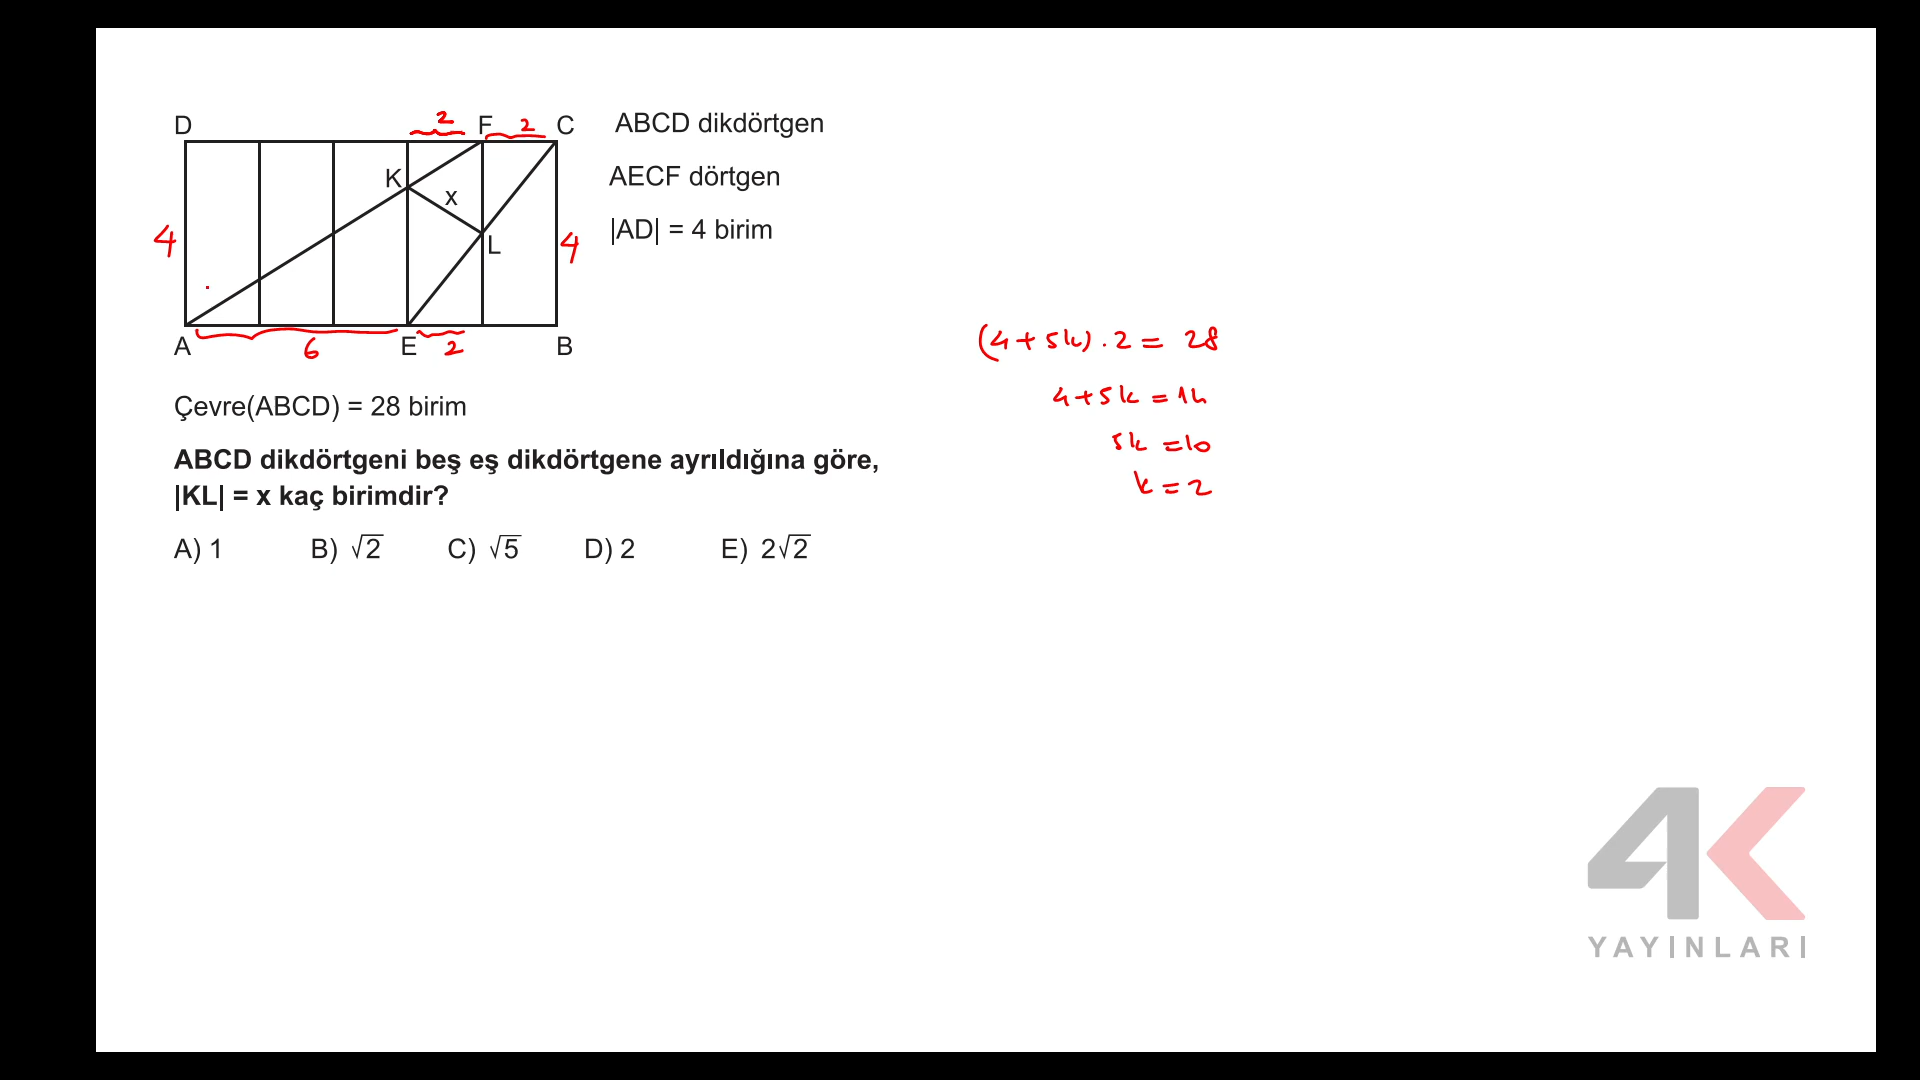 2 2
D F C ABCD dikdörtgen
K x AECF dörtgen
4 L 4 |AD| = 4 birim
A 6 E 2 B
(4+5k).2 = 28
4+5k = 14
5k = 10
k = 2
Çevre(ABCD) = 28 birim
ABCD dikdörtgeni beş eş dikdörtgene ayrıldığına göre,
|KL| = x kaç birimdir?
A) 1 B) √2 C) √5 D) 2 E) 2√2
4K
YAYINLARI